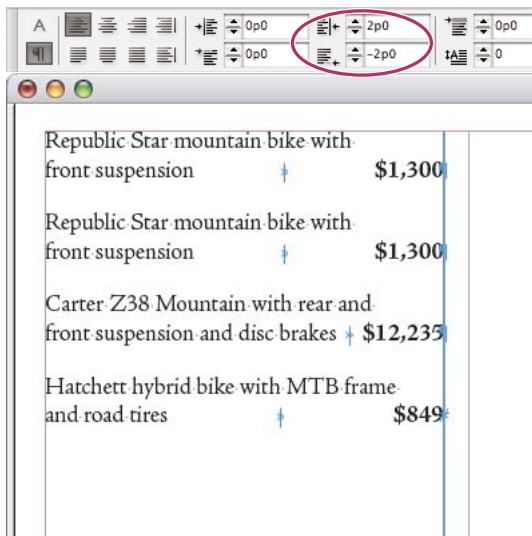 A 0p0 2p0 0p0
¶ 0p0 -2p0 0
Republic Star mountain bike with
front suspension $1,300
Republic Star mountain bike with
front suspension $1,300
Carter Z38 Mountain with rear and
front suspension and disc brakes $12,235
Hatchett hybrid bike with MTB frame
and road tires $849